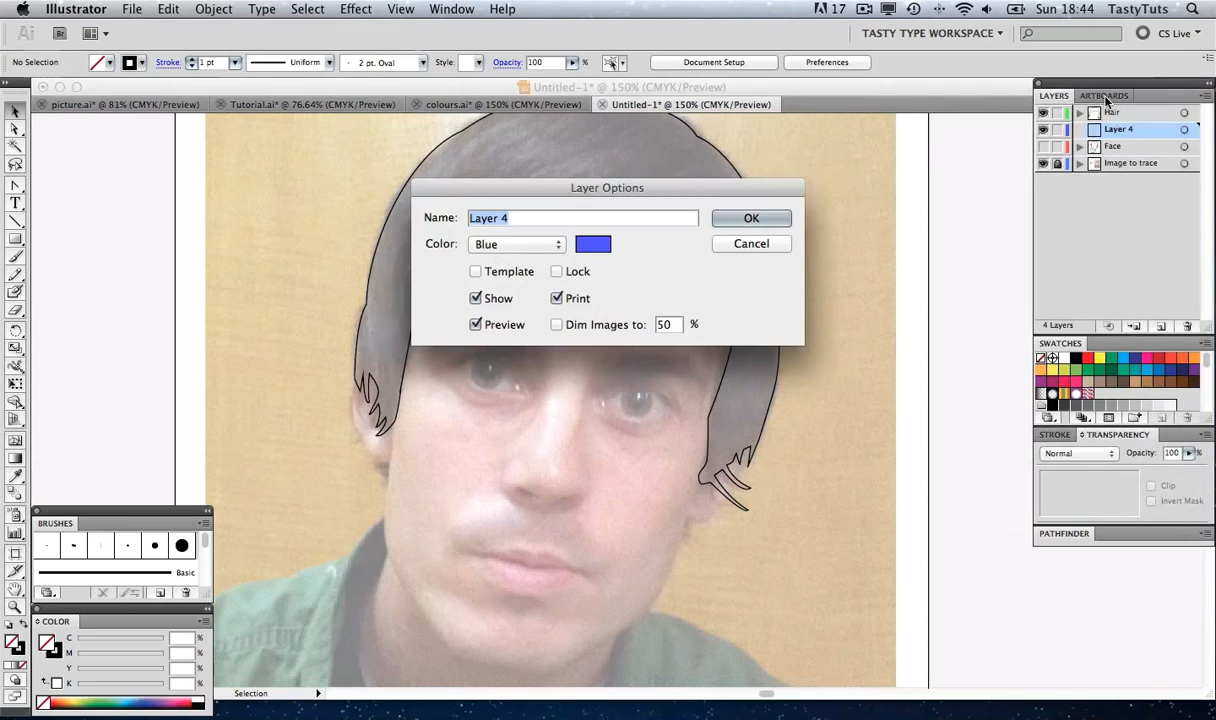 Illustrator File Edit Object Type Select Effect View Window Help 17 Sun 18:44 TastyTuts
Ai Br TASTY TYPE WORKSPACE CS Live
No Selection Stroke: 1 pt Uniform 2 pt. Oval Style: Opacity: 100 % Document Setup Preferences
Untitled-1* @ 150% (CMYK/Preview)
picture.ai* @ 81% (CMYK/Preview) Tutorial.ai* @ 76.64% (CMYK/Preview) colours.ai* @ 150% (CMYK/Preview) Untitled-1* @ 150% (CMYK/Preview)
LAYERS ARTBOARDS
Hair
Layer 4
Face
Image to trace
4 Layers
Layer Options
Name: Layer 4 OK
Color: Blue Cancel
Template Lock
Show Print
Preview Dim Images to: 50 %
SWATCHES
STROKE TRANSPARENCY
Normal Opacity: 100 %
Clip
Invert Mask
PATHFINDER
BRUSHES
Basic
COLOR
C %
M %
Y %
K %
Selection